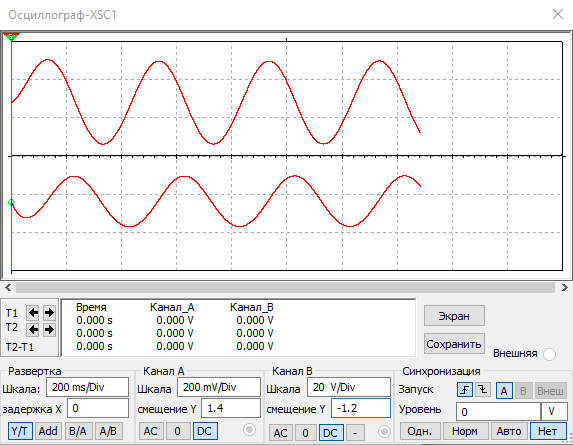 Осциллограф-XSC1
Время Канал_A Канал_B
T1 0.000 s 0.000 V 0.000 V
T2 0.000 s 0.000 V 0.000 V
T2-T1 0.000 s 0.000 V 0.000 V
Экран
Сохранить
Внешняя
Развертка
Шкала: 200 ms/Div
задержка X 0
Y/T Add B/A A/B
Канал A
Шкала 200 mV/Div
смещение Y 1.4
AC 0 DC
Канал B
Шкала 20 V/Div
смещение Y -1.2
AC 0 DC -
Синхронизация
Запуск A B Внеш
Уровень 0 V
Одн. Норм Авто Нет